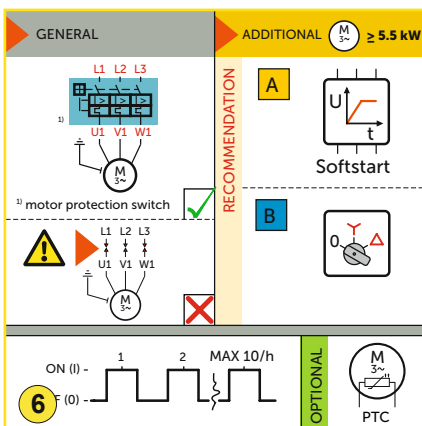 GENERAL
ADDITIONAL M 3~ ≥ 5.5 kW
L1 L2 L3
1)
> > >
U1 V1 W1
M
3~
1) motor protection switch
RECOMMENDATION
A
U
t
Softstart
L1 L2 L3
U1 V1 W1
M
3~
B
0
1 2 MAX 10/h
ON (I) -
F (0) -
6
OPTIONAL
M
3~
PTC